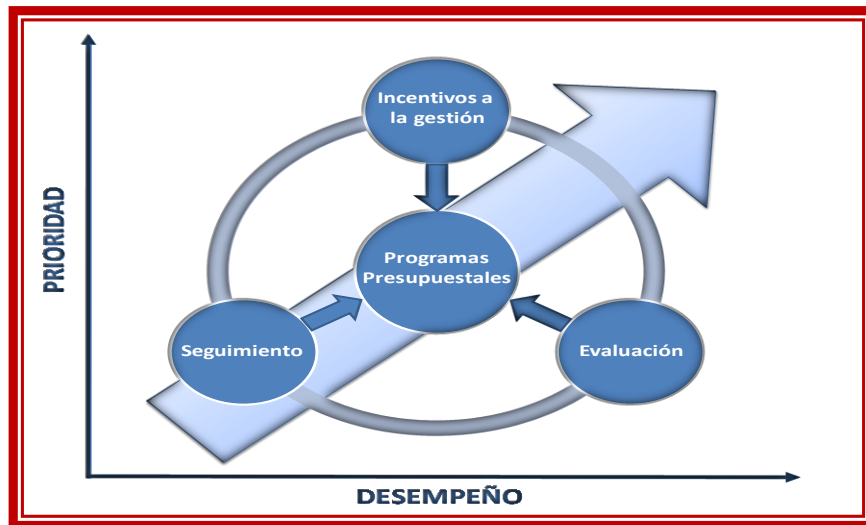 Incentivos a
la gestión
PRIORIDAD
Programas
Presupuestales
Seguimiento
Evaluación
DESEMPEÑO